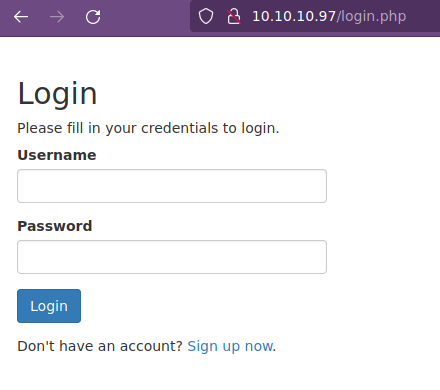 10.10.10.97/login.php
Login
Please fill in your credentials to login.
Username
Password
Login
Don't have an account? Sign up now.